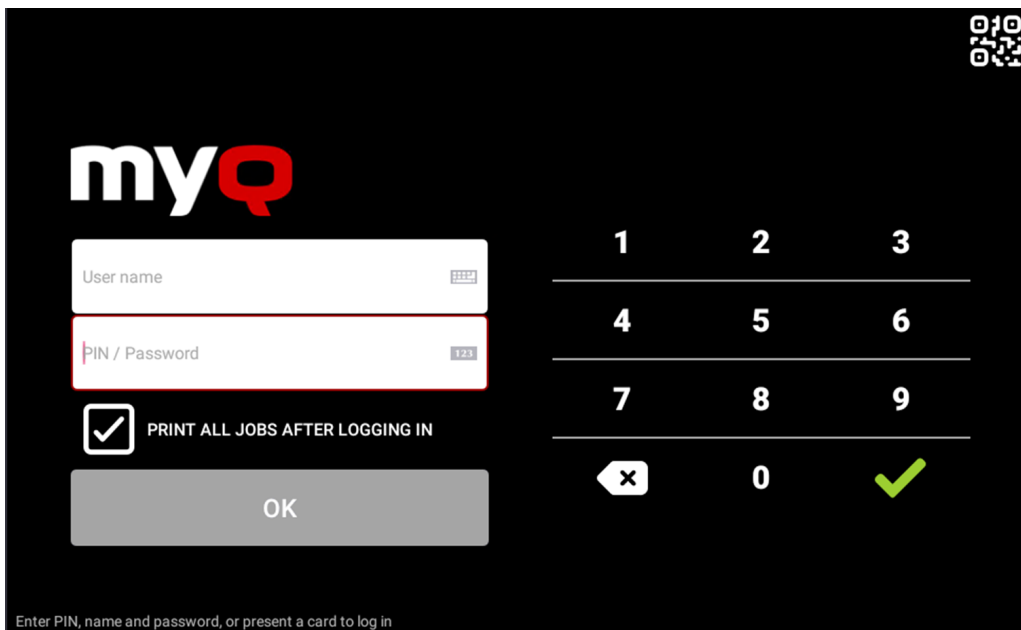 myQ
User name
PIN / Password
123
PRINT ALL JOBS AFTER LOGGING IN
OK
1 2 3
4 5 6
7 8 9
0
Enter PIN, name and password, or present a card to log in